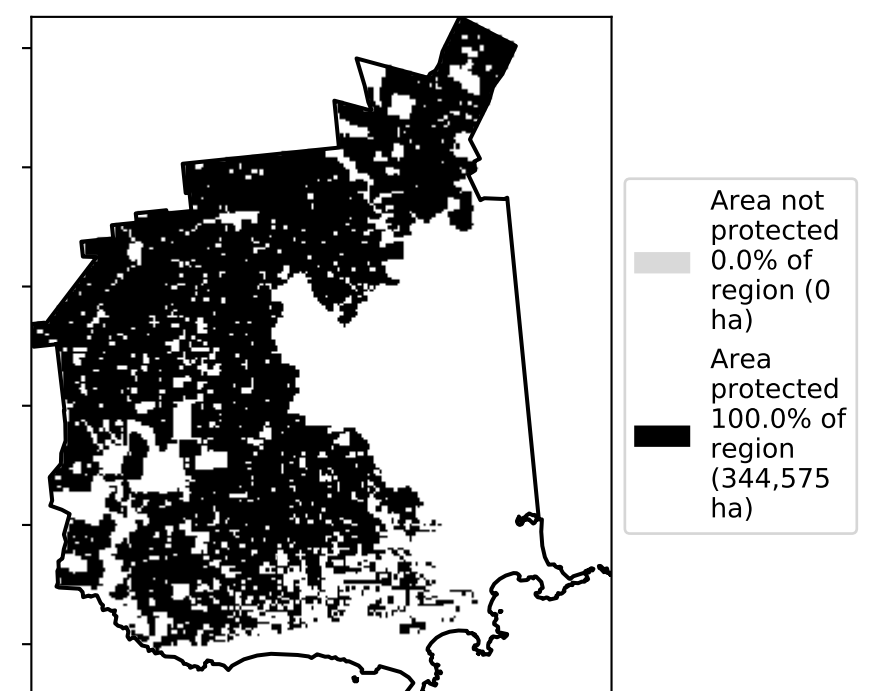 Area not
protected
0.0% of
region (0
ha)
Area
protected
100.0% of
region
(344,575
ha)